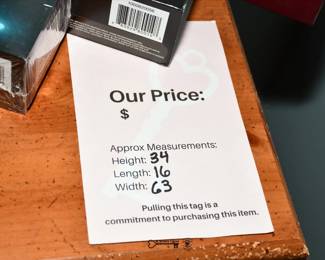 Our Price:
$
Approx Measurements:
Height: 34
Length: 16
Width: 63
Pulling this tag is a
commitment to purchasing this item.